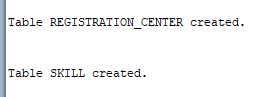 Table REGISTRATION_CENTER created.
Table SKILL created.